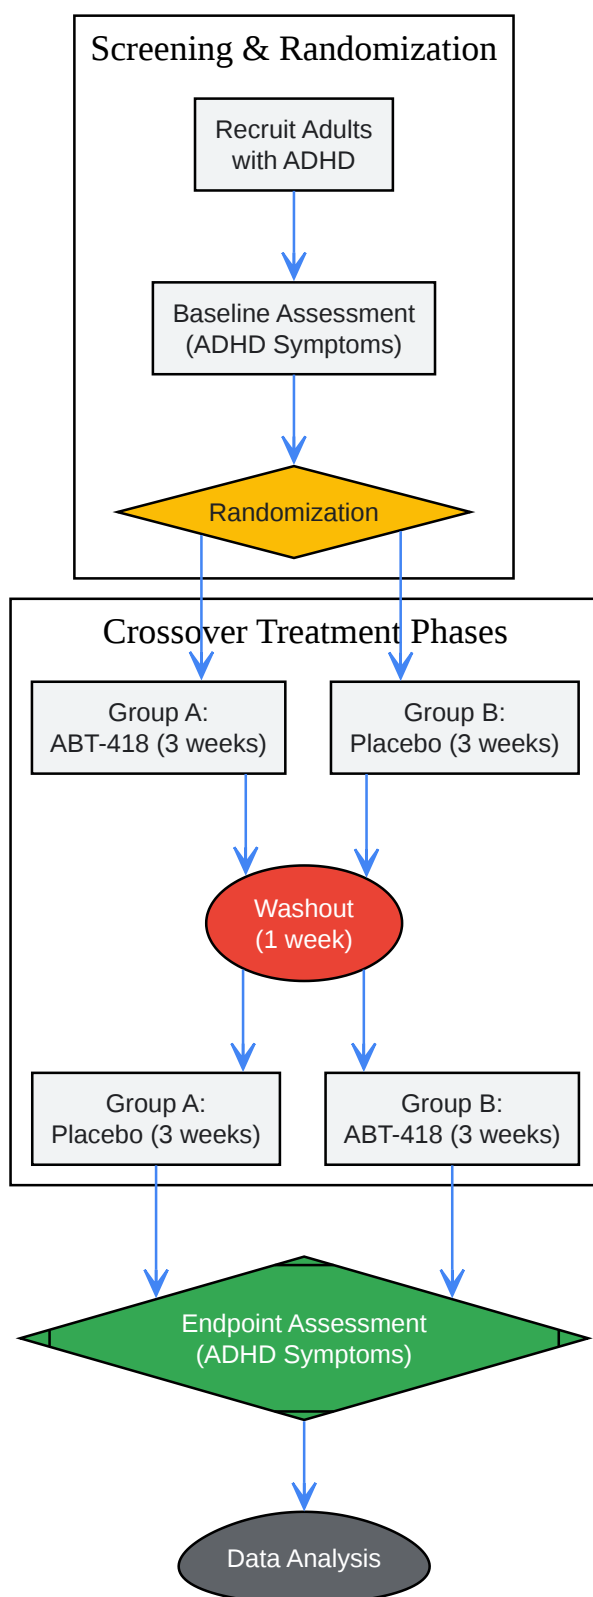 Screening & Randomization
Recruit Adults
with ADHD
Baseline Assessment
(ADHD Symptoms)
Randomization
Crossover Treatment Phases
Group A:
ABT-418 (3 weeks)
Group B:
Placebo (3 weeks)
Washout
(1 week)
Group A:
Placebo (3 weeks)
Group B:
ABT-418 (3 weeks)
Endpoint Assessment
(ADHD Symptoms)
Data Analysis